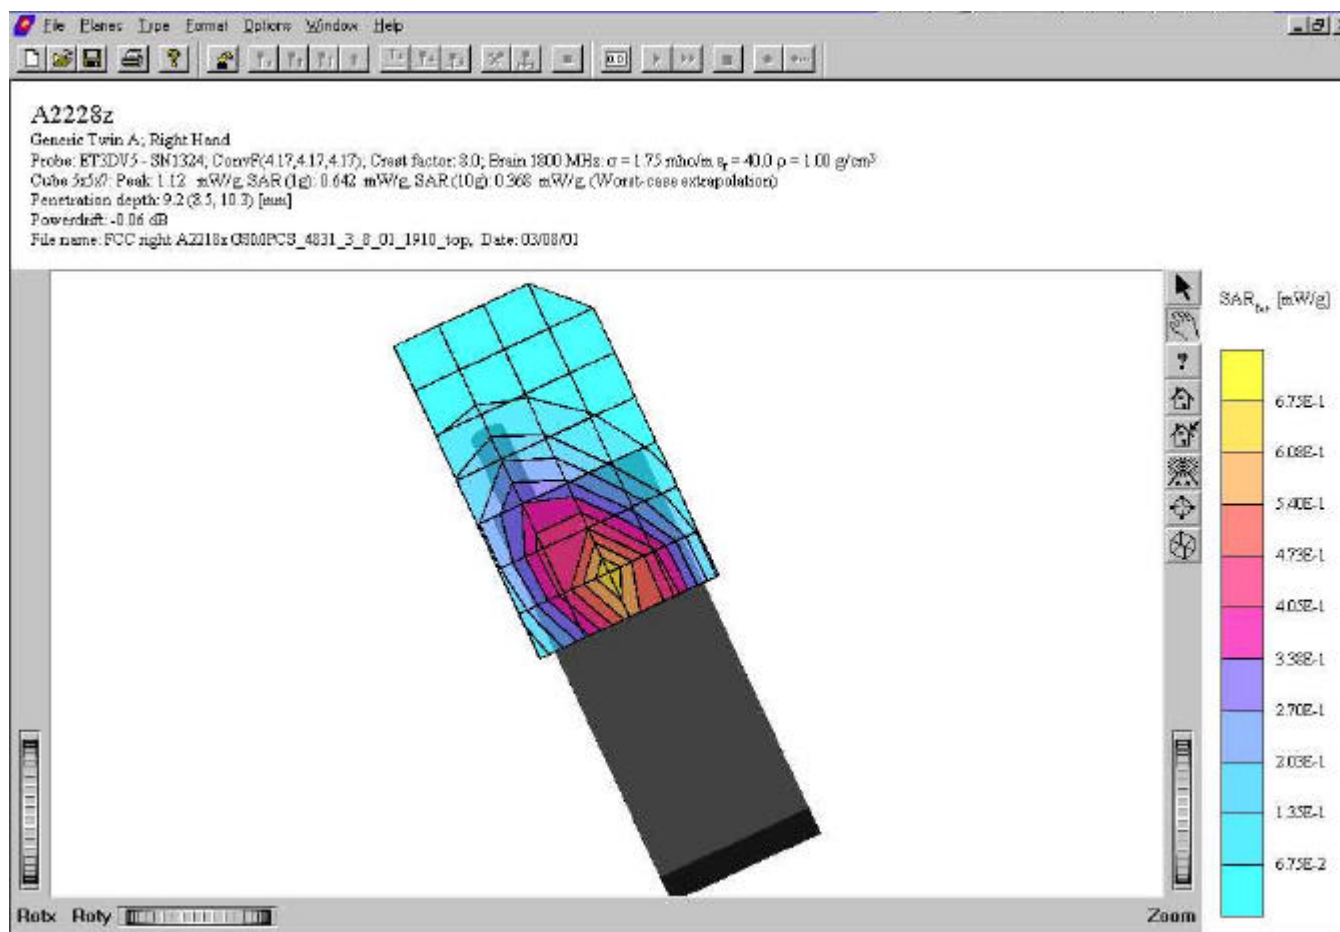 File Planes Type Format Options Window Help
A2228z
Generic Twin A; Right Hand
Probe: ET3DV5 - SN1324; ConvF(4.17,4.17,4.17); Crest factor: 8.0; Brain 1800 MHz: σ = 1.75 mho/m εr = 40.0 ρ = 1.00 g/cm³
Cube 5x5x7: Peak: 1.12 mW/g, SAR (1g): 0.642 mW/g, SAR (10g): 0.368 mW/g, (Worst-case extrapolation)
Penetration depth: 9.2 (8.5, 10.3) [mm]
Powerdrift: -0.06 dB
File name: FCC right A2218z GSMPCS_4831_3_8_01_1910_top, Date: 03/08/01
SAR [mW/g]
6.75E-1
6.08E-1
5.40E-1
4.73E-1
4.05E-1
3.38E-1
2.70E-1
2.03E-1
1.35E-1
6.75E-2
Rotx Roty
Zoom